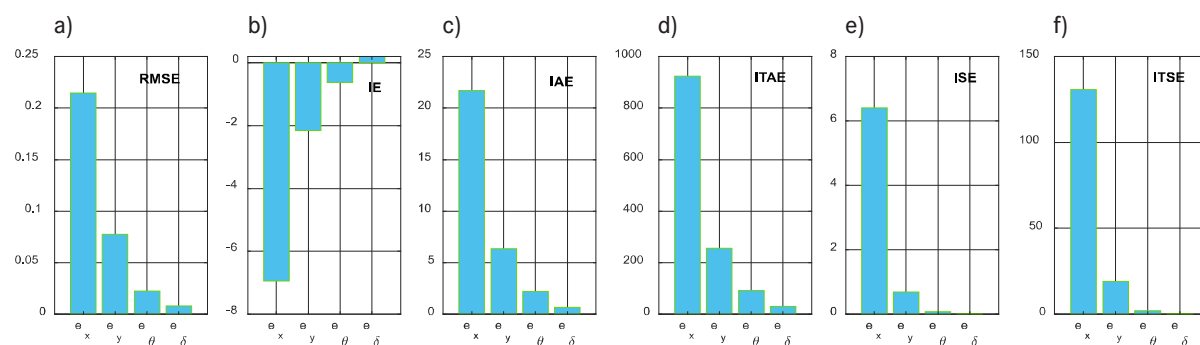 a)
RMSE
0.25
0.2
0.15
0.1
0.05
0
e x
e y
e θ
e δ
b)
IE
0
-2
-4
-6
-8
e x
e y
e θ
e δ
c)
IAE
25
20
15
10
5
0
e x
e y
e θ
e δ
d)
ITAE
1000
800
600
400
200
0
e x
e y
e θ
e δ
e)
ISE
8
6
4
2
0
e x
e y
e θ
e δ
f)
ITSE
150
100
50
0
e x
e y
e θ
e δ